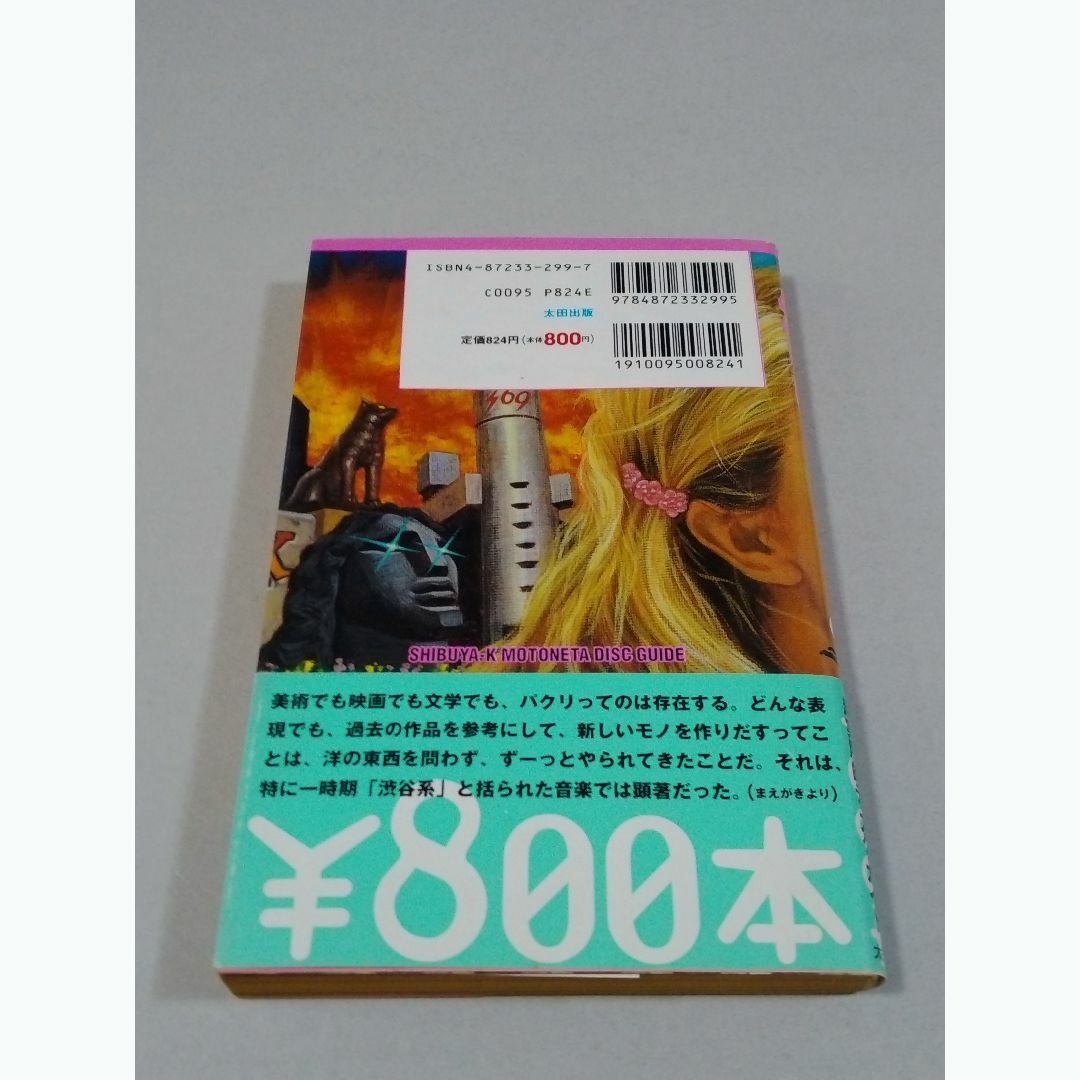 ISBN4-87233-299-7
9784872332995
C0095 P824E
太田出版
定価824円(本体800円)
1910095008241
SHIBUYA-K MOTONETA DISC GUIDE
美術でも映画でも文学でも、パクリってのは存在する。どんな表
現でも、過去の作品を参考にして、新しいモノを作りだすってこ
とは、洋の東西を問わず、ずーっとやられてきたことだ。それは、
特に一時期「渋谷系」と括られた音楽では顕著だった。(まえがきより)
¥800本